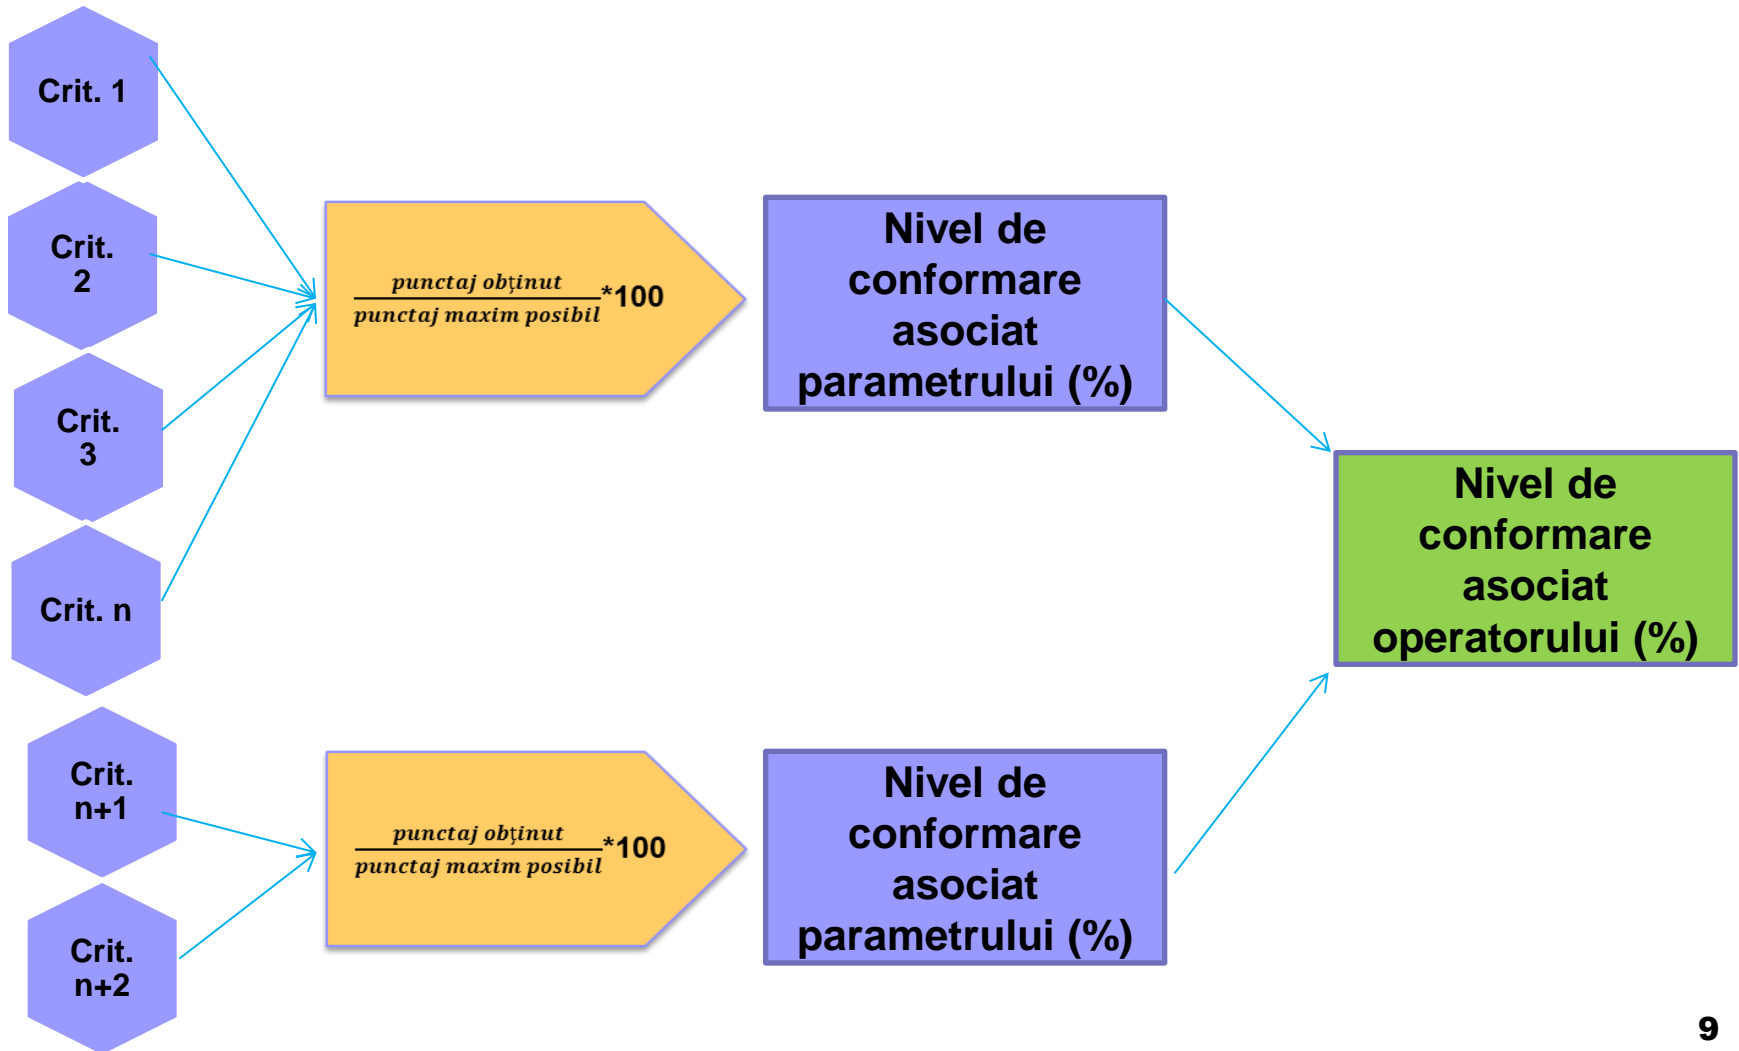 Crit. 1
Crit.
2
Crit.
3
Crit. n
punctaj obţinut
punctaj maxim posibil
*100
Nivel de
conformare
asociat
parametrului (%)
Crit.
n+1
Crit.
n+2
punctaj obţinut
punctaj maxim posibil
*100
Nivel de
conformare
asociat
parametrului (%)
Nivel de
conformare
asociat
operatorului (%)
9